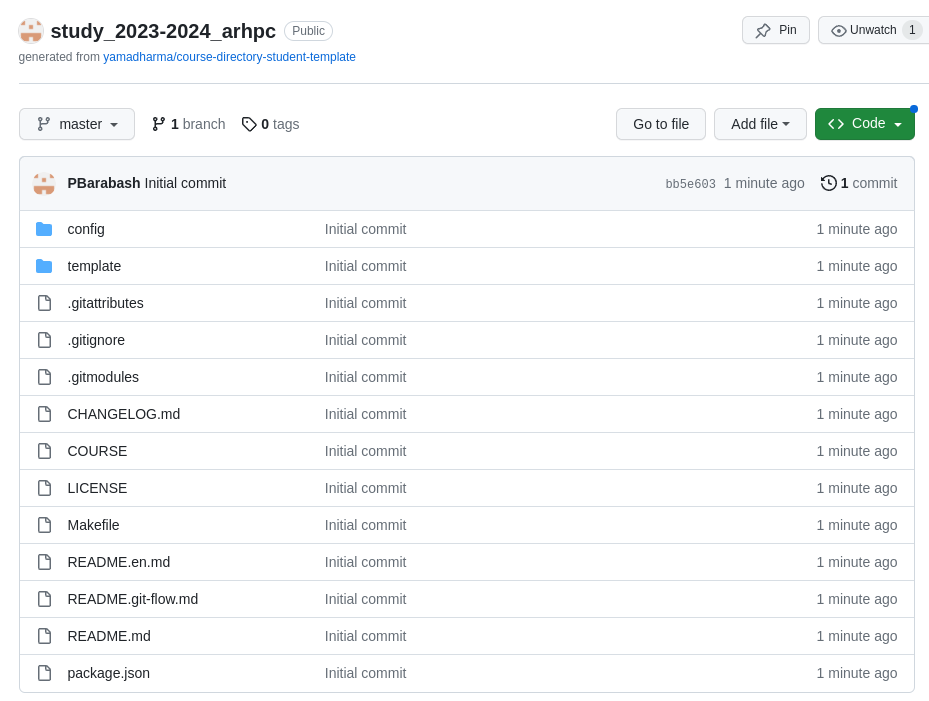 study_2023-2024_arhpc Public Pin Unwatch 1
generated from yamadharma/course-directory-student-template
master 1 branch 0 tags Go to file Add file Code
PBarabash Initial commit bb5e603 1 minute ago 1 commit
config Initial commit 1 minute ago
template Initial commit 1 minute ago
.gitattributes Initial commit 1 minute ago
.gitignore Initial commit 1 minute ago
.gitmodules Initial commit 1 minute ago
CHANGELOG.md Initial commit 1 minute ago
COURSE Initial commit 1 minute ago
LICENSE Initial commit 1 minute ago
Makefile Initial commit 1 minute ago
README.en.md Initial commit 1 minute ago
README.git-flow.md Initial commit 1 minute ago
README.md Initial commit 1 minute ago
package.json Initial commit 1 minute ago